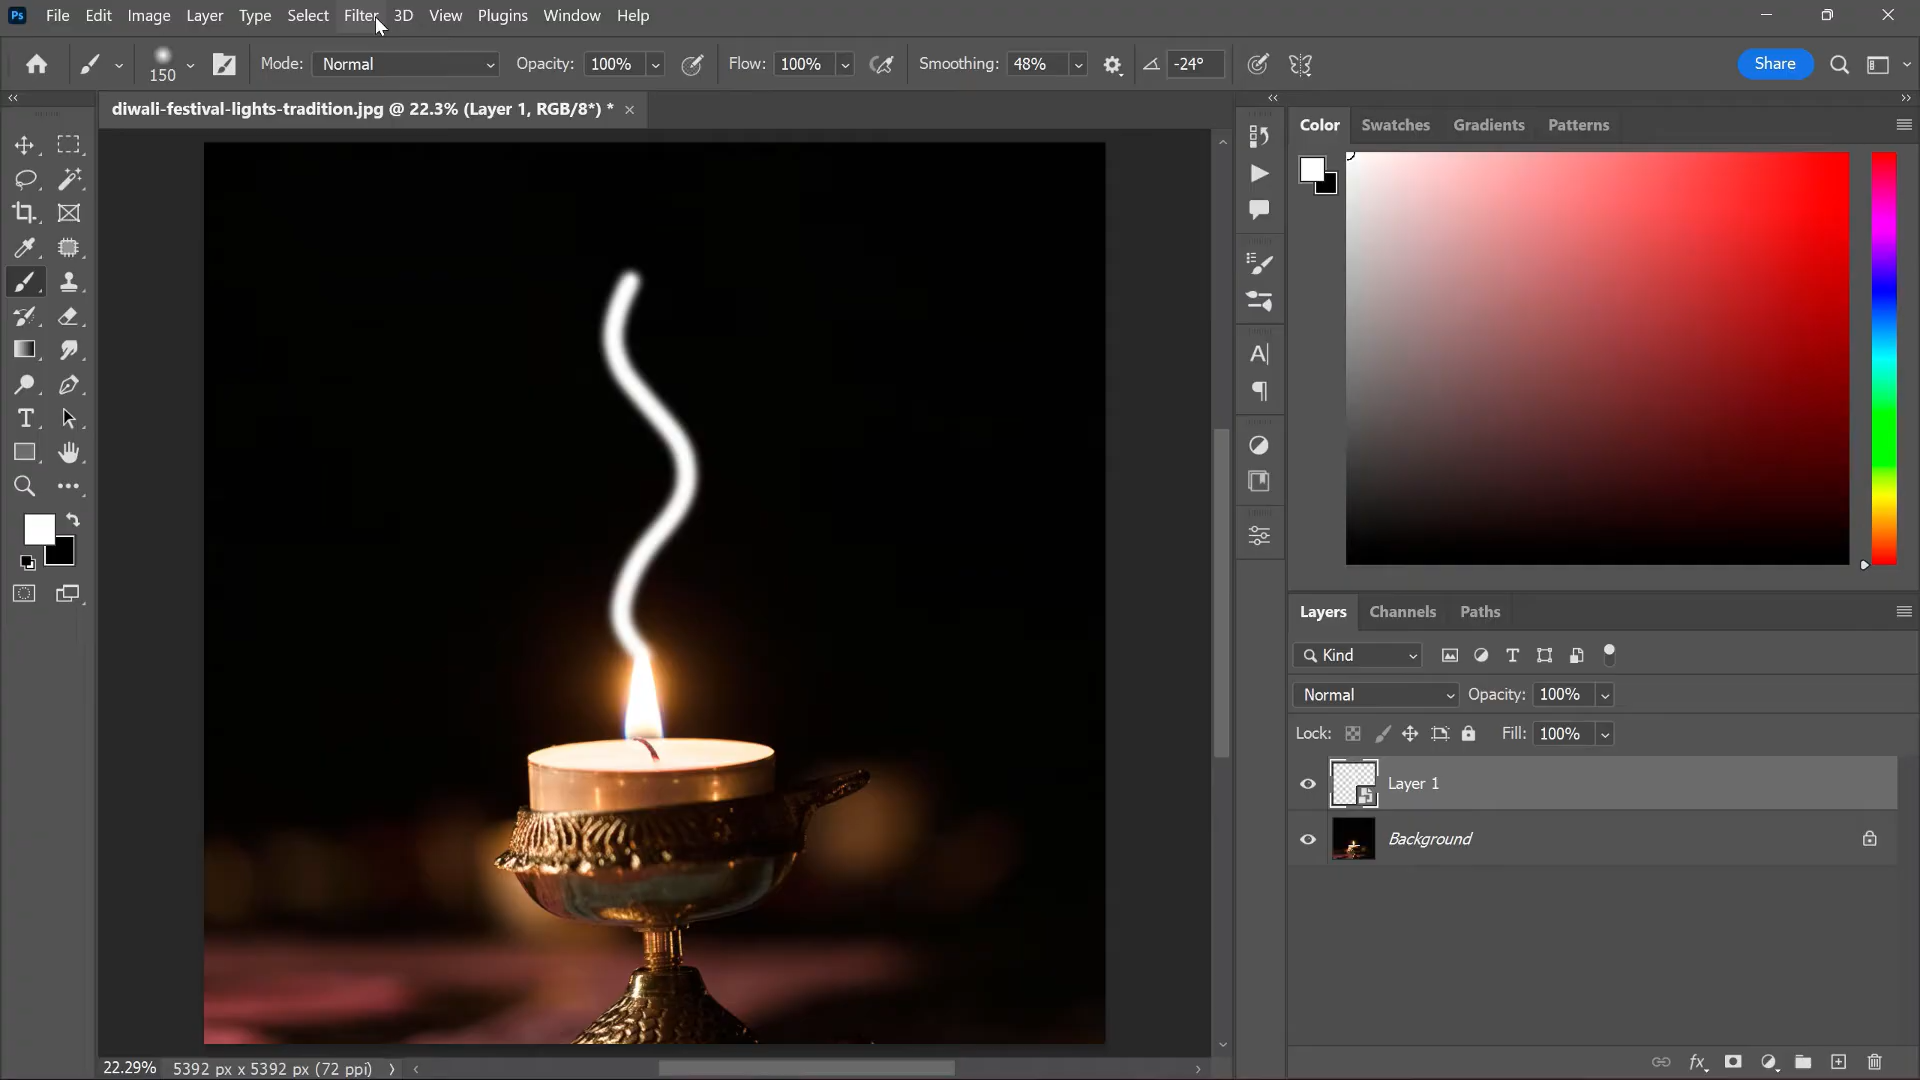 Ps File Edit Image Layer Type Select Filter 3D View Plugins Window Help
150 Mode: Normal Opacity: 100% Flow: 100% Smoothing: 48% -24° Share
diwali-festival-lights-tradition.jpg @ 22.3% (Layer 1, RGB/8*) *
Color Swatches Gradients Patterns
Layers Channels Paths
Kind
Normal Opacity: 100%
Lock: Fill: 100%
Layer 1
Background
22.29% 5392 px x 5392 px (72 ppi)